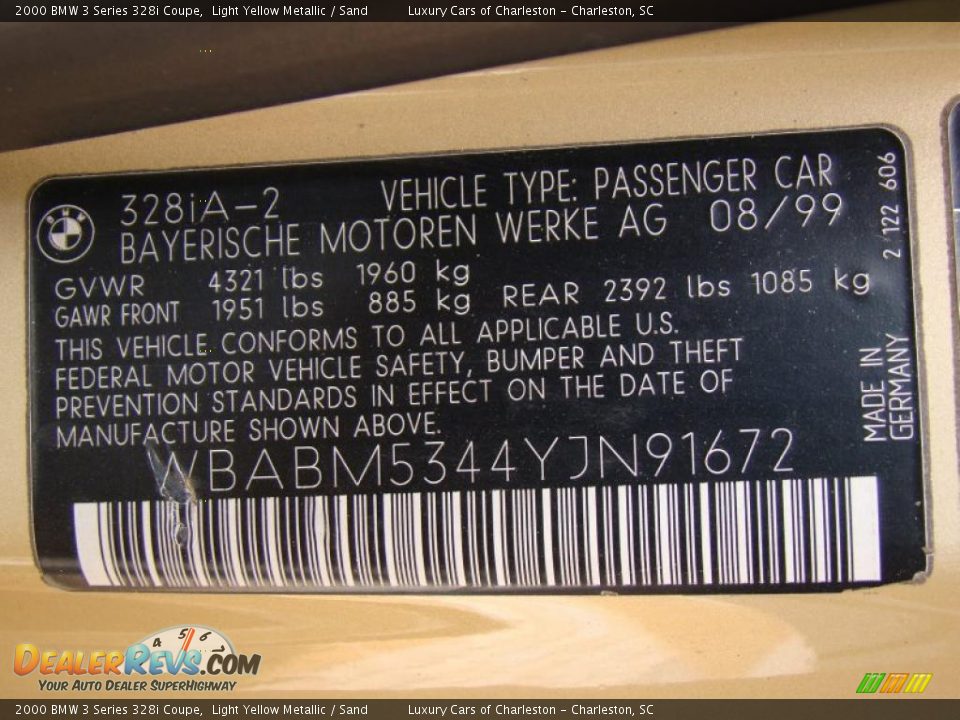 2000 BMW 3 Series 328i Coupe,  Light Yellow Metallic / Sand  Luxury Cars of Charleston - Charleston, SC
328iA-2 VEHICLE TYPE: PASSENGER CAR
BAYERISCHE MOTOREN WERKE AG 08/99
GVWR 4321 lbs 1960 kg
GAWR FRONT 1951 lbs 885 kg REAR 2392 lbs 1085 kg
THIS VEHICLE CONFORMS TO ALL APPLICABLE U.S.
FEDERAL MOTOR VEHICLE SAFETY, BUMPER AND THEFT
PREVENTION STANDARDS IN EFFECT ON THE DATE OF
MANUFACTURE SHOWN ABOVE.
WBABM5344YJN91672
2 122 606
MADE IN
GERMANY
4 5 6
DEALERREVS.COM
YOUR AUTO DEALER SUPERHIGHWAY
2000 BMW 3 Series 328i Coupe,  Light Yellow Metallic / Sand  Luxury Cars of Charleston - Charleston, SC